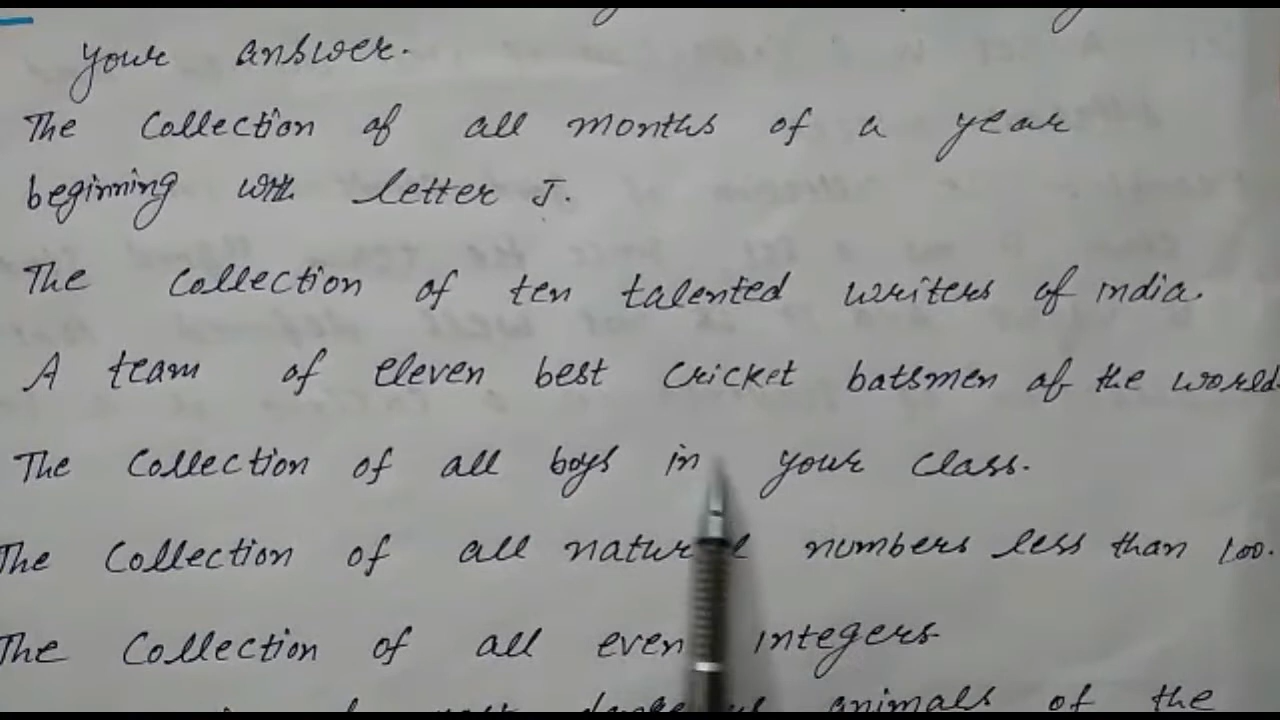 your answer.
The Collection of all months of a year
beginning with letter J.
The Collection of ten talented writers of India.
A team of eleven best cricket batsmen of the world.
The Collection of all boys in your class.
The Collection of all natural numbers less than 100.
The Collection of all even integers.
animals of the